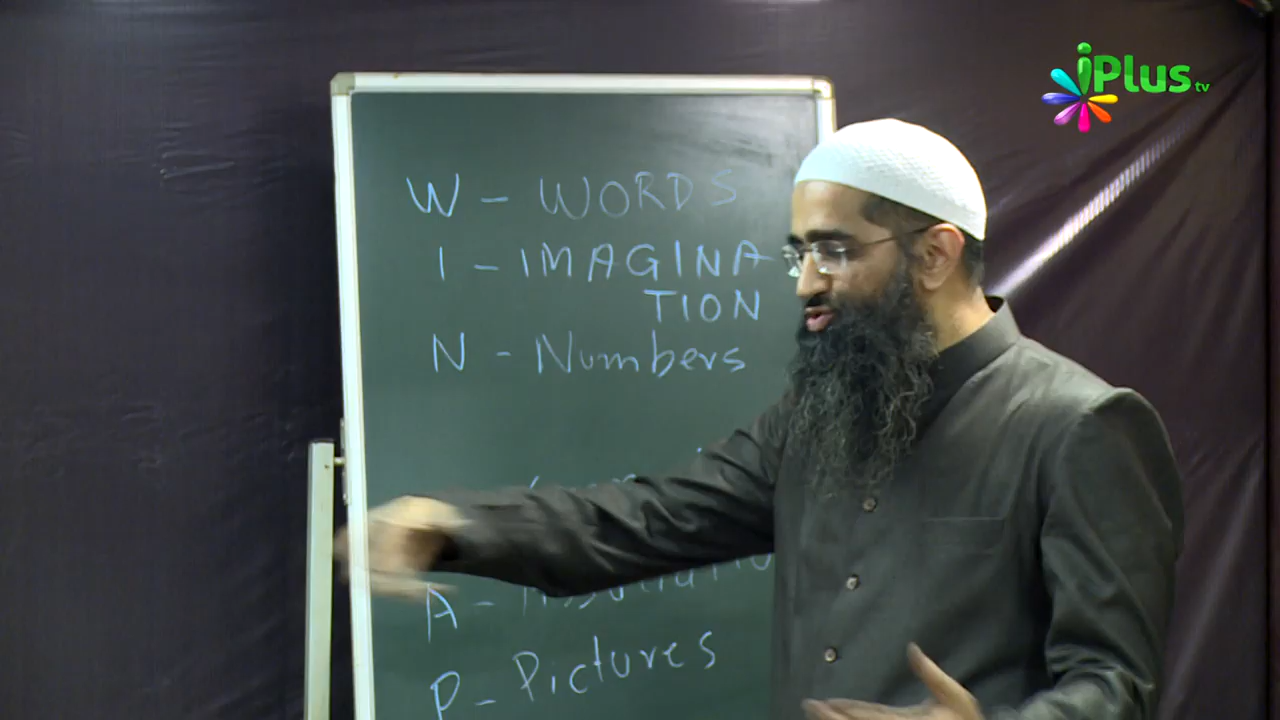 iPlus tv
W - WORDS
I - IMAGINA
TION
N - Numbers
A -
P - Pictures